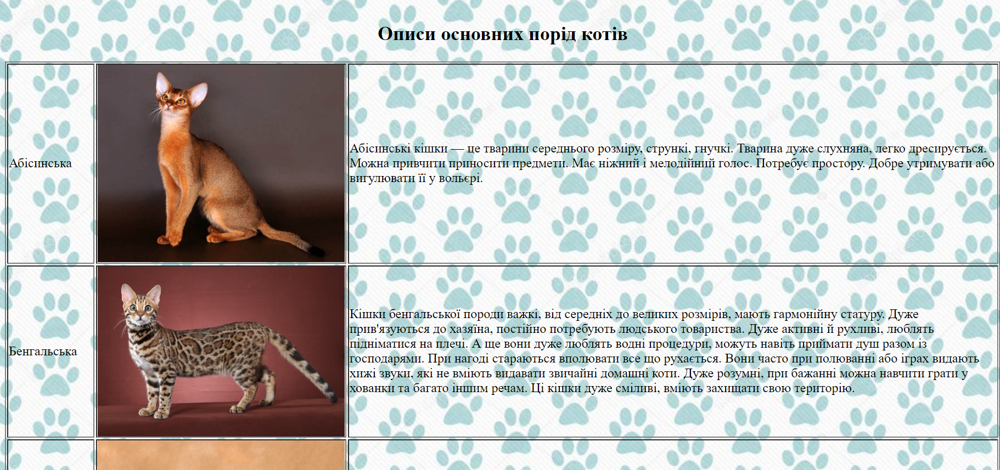 Описи основних порід котів
Абісинська
Абісинські кішки — це тварини середнього розміру, стрункі, гнучкі. Тварина дуже слухняна, легко дресирується.
Можна привчити приносити предмети. Має ніжний і мелодійний голос. Потребує простору. Добре утримувати або
вигулювати її у вольєрі.
Бенгальська
Кішки бенгальської породи важкі, від середніх до великих розмірів, мають гармонійну статуру. Дуже
прив'язуються до хазяїна, постійно потребують людського товариства. Дуже активні й рухливі, люблять
підніматися на плечі. А ще вони дуже люблять водні процедури, можуть навіть приймати душ разом із
господарями. При нагоді стараються вполювати все що рухається. Вони часто при полюванні або іграх видають
хижі звуки, які не вміють видавати звичайні домашні коти. Дуже розумні, при бажанні можна навчити грати у
хованки та багато іншим речам. Ці кішки дуже сміливі, вміють захищати свою територію.